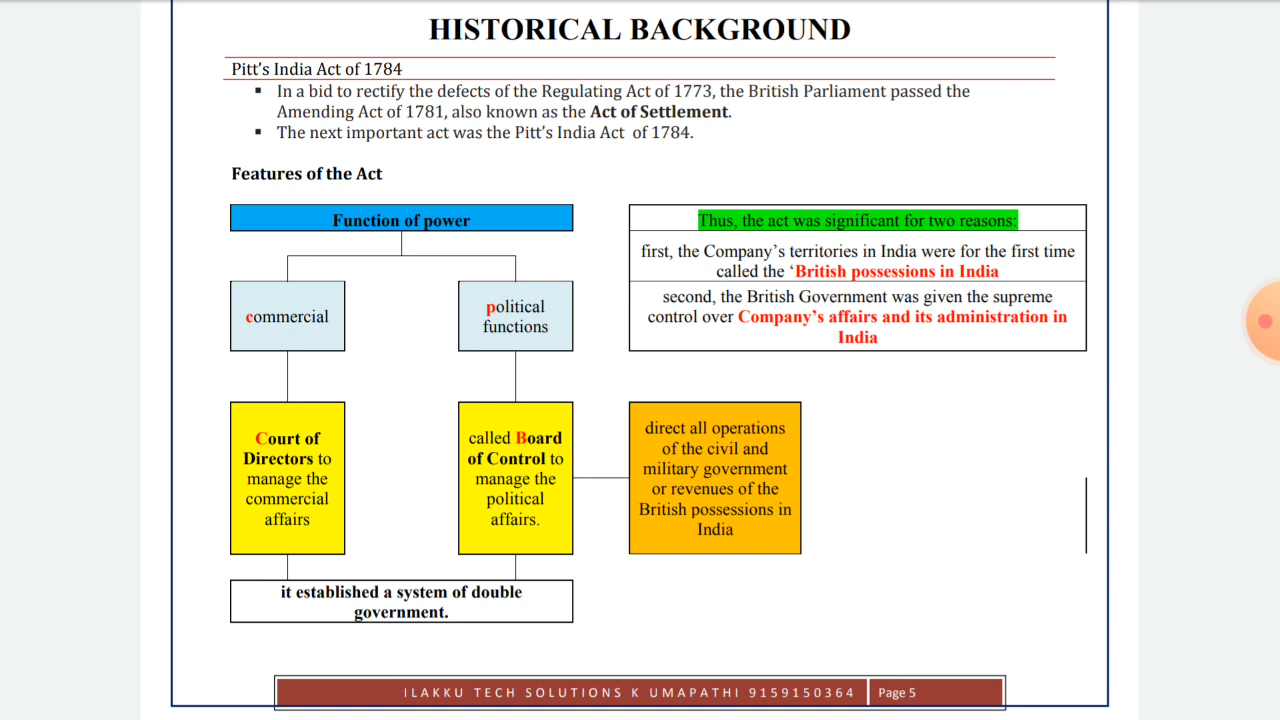 HISTORICAL BACKGROUND
Pitt’s India Act of 1784
▪ In a bid to rectify the defects of the Regulating Act of 1773, the British Parliament passed the
Amending Act of 1781, also known as the Act of Settlement.
▪ The next important act was the Pitt’s India Act of 1784.
Features of the Act
Function of power
commercial
political
functions
Court of
Directors to
manage the
commercial
affairs
called Board
of Control to
manage the
political
affairs.
it established a system of double
government.
Thus, the act was significant for two reasons:
first, the Company’s territories in India were for the first time
called the ‘British possessions in India
second, the British Government was given the supreme
control over Company’s affairs and its administration in
India
direct all operations
of the civil and
military government
or revenues of the
British possessions in
India
ILAKKU TECH SOLUTIONS K UMAPATHI 9159150364 Page 5